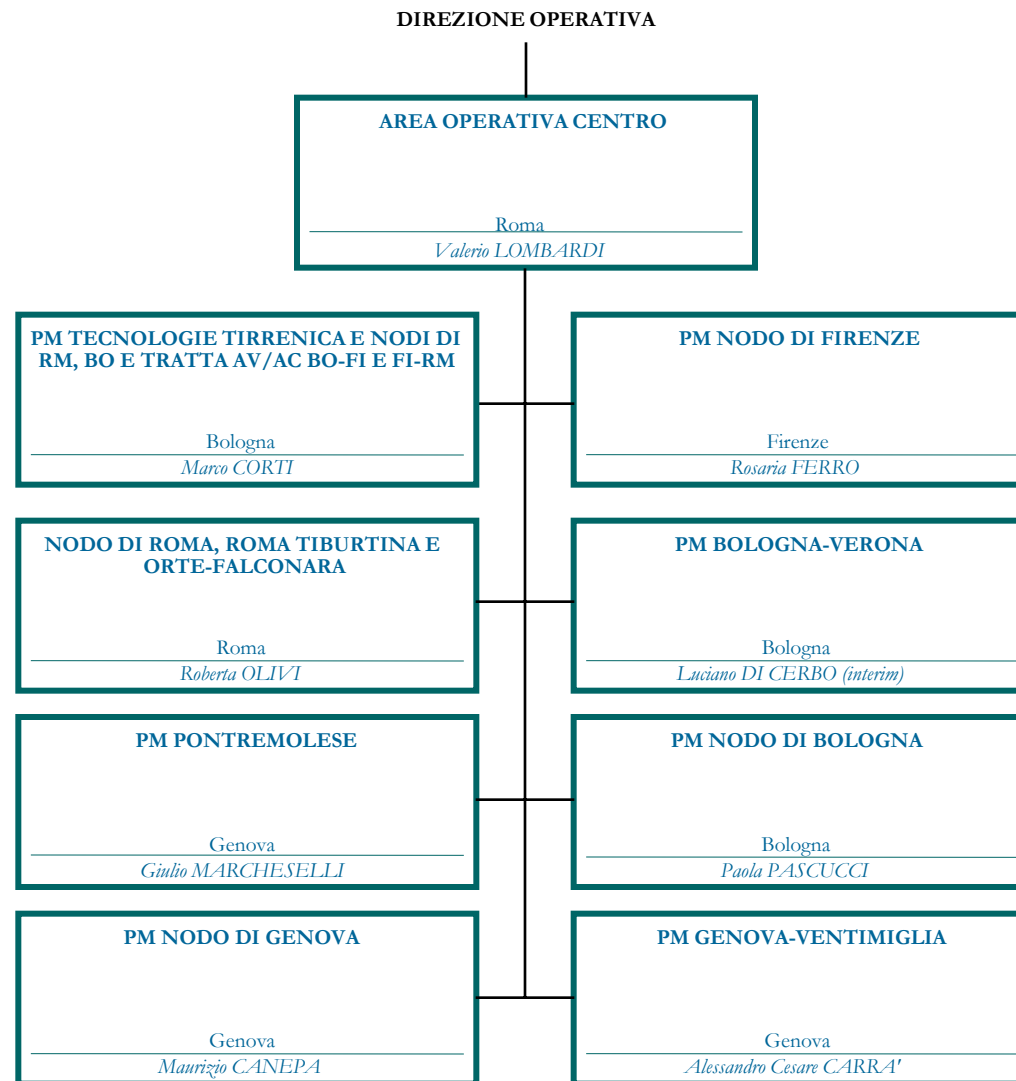 DIREZIONE OPERATIVA
AREA OPERATIVA CENTRO
Roma
Valerio LOMBARDI
PM TECNOLOGIE TIRRENICA E NODI DI
RM, BO E TRATTA AV/AC BO-FI E FI-RM
Bologna
Marco CORTI
PM NODO DI FIRENZE
Firenze
Rosaria FERRO
NODO DI ROMA, ROMA TIBURTINA E
ORTE-FALCONARA
Roma
Roberta OLIVI
PM BOLOGNA-VERONA
Bologna
Luciano DI CERBO (interim)
PM PONTREMOLESE
Genova
Giulio MARCHESELLI
PM NODO DI BOLOGNA
Bologna
Paola PASCUCCI
PM NODO DI GENOVA
Genova
Maurizio CANEPA
PM GENOVA-VENTIMIGLIA
Genova
Alessandro Cesare CARRA'